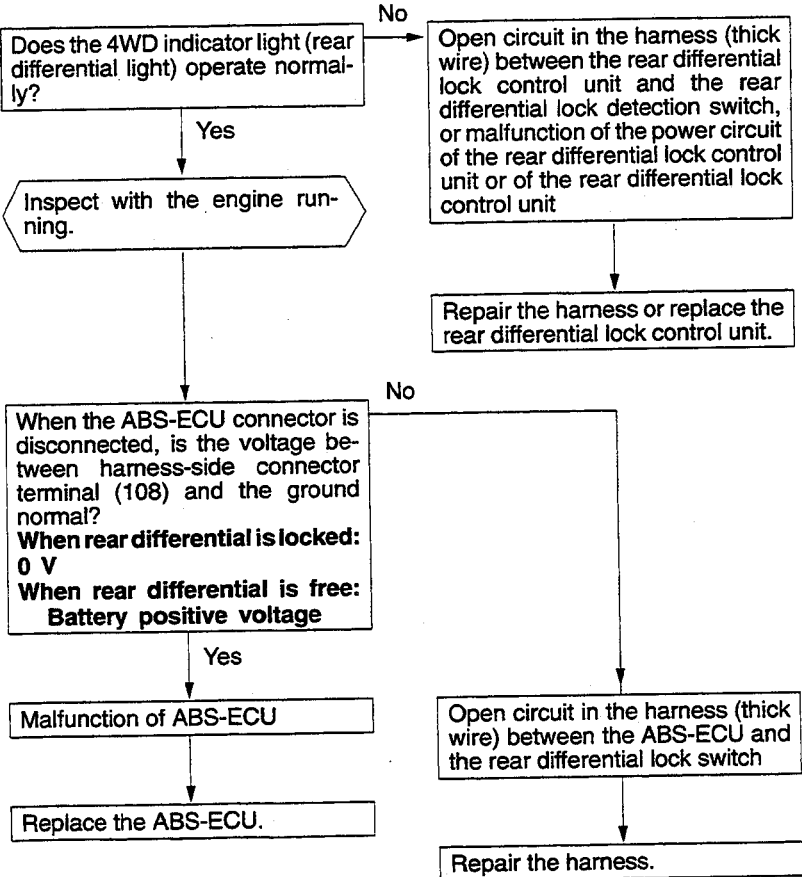 Does the 4WD indicator light (rear
differential light) operate normal-
ly?
No
Open circuit in the harness (thick
wire) between the rear differential
lock control unit and the rear
differential lock detection switch,
or malfunction of the power circuit
of the rear differential lock control
unit or of the rear differential lock
control unit
Yes
Inspect with the engine run-
ning.
Repair the harness or replace the
rear differential lock control unit.
No
When the ABS-ECU connector is
disconnected, is the voltage be-
tween harness-side connector
terminal (108) and the ground
normal?
When rear differential is locked:
0 V
When rear differential is free:
Battery positive voltage
Yes
Malfunction of ABS-ECU
Replace the ABS-ECU.
Open circuit in the harness (thick
wire) between the ABS-ECU and
the rear differential lock switch
Repair the harness.